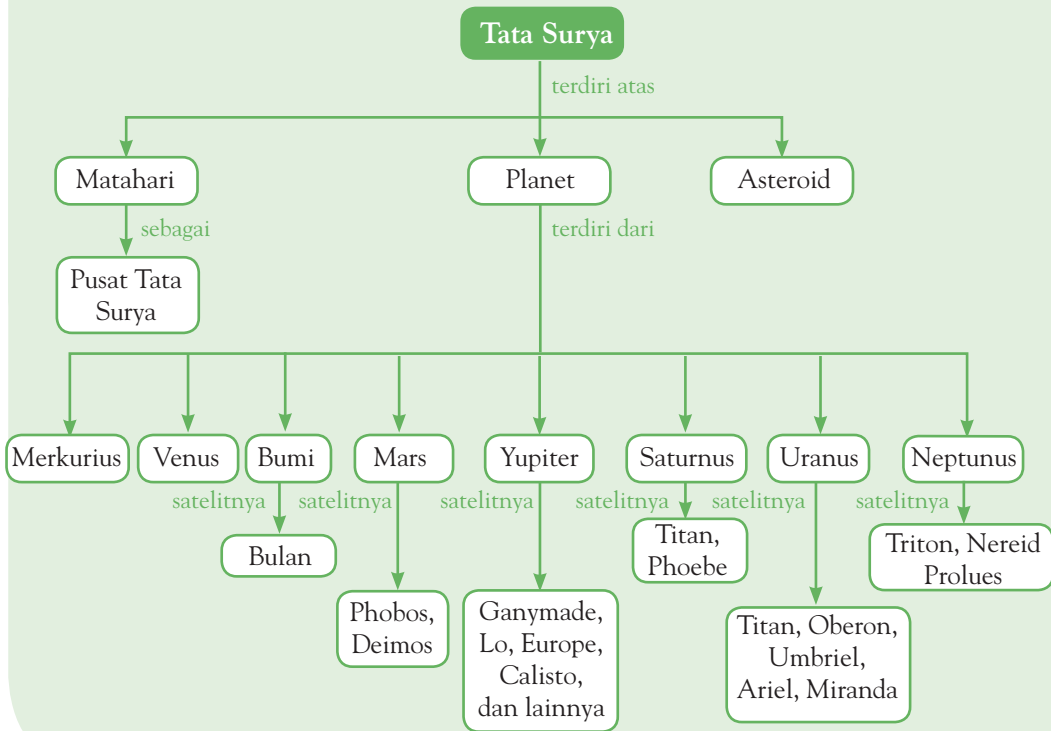 Tata Surya
terdiri atas
Matahari
Planet
Asteroid
sebagai
terdiri dari
Pusat Tata
Surya
Merkurius
Venus
Bumi
Mars
Yupiter
Saturnus
Uranus
Neptunus
satelitnya
satelitnya
satelitnya
satelitnya
satelitnya
satelitnya
Bulan
Phobos,
Deimos
Ganymade,
Lo, Europe,
Calisto,
dan lainnya
Titan,
Phoebe
Titan, Oberon,
Umbriel,
Ariel, Miranda
Triton, Nereid
Prolues